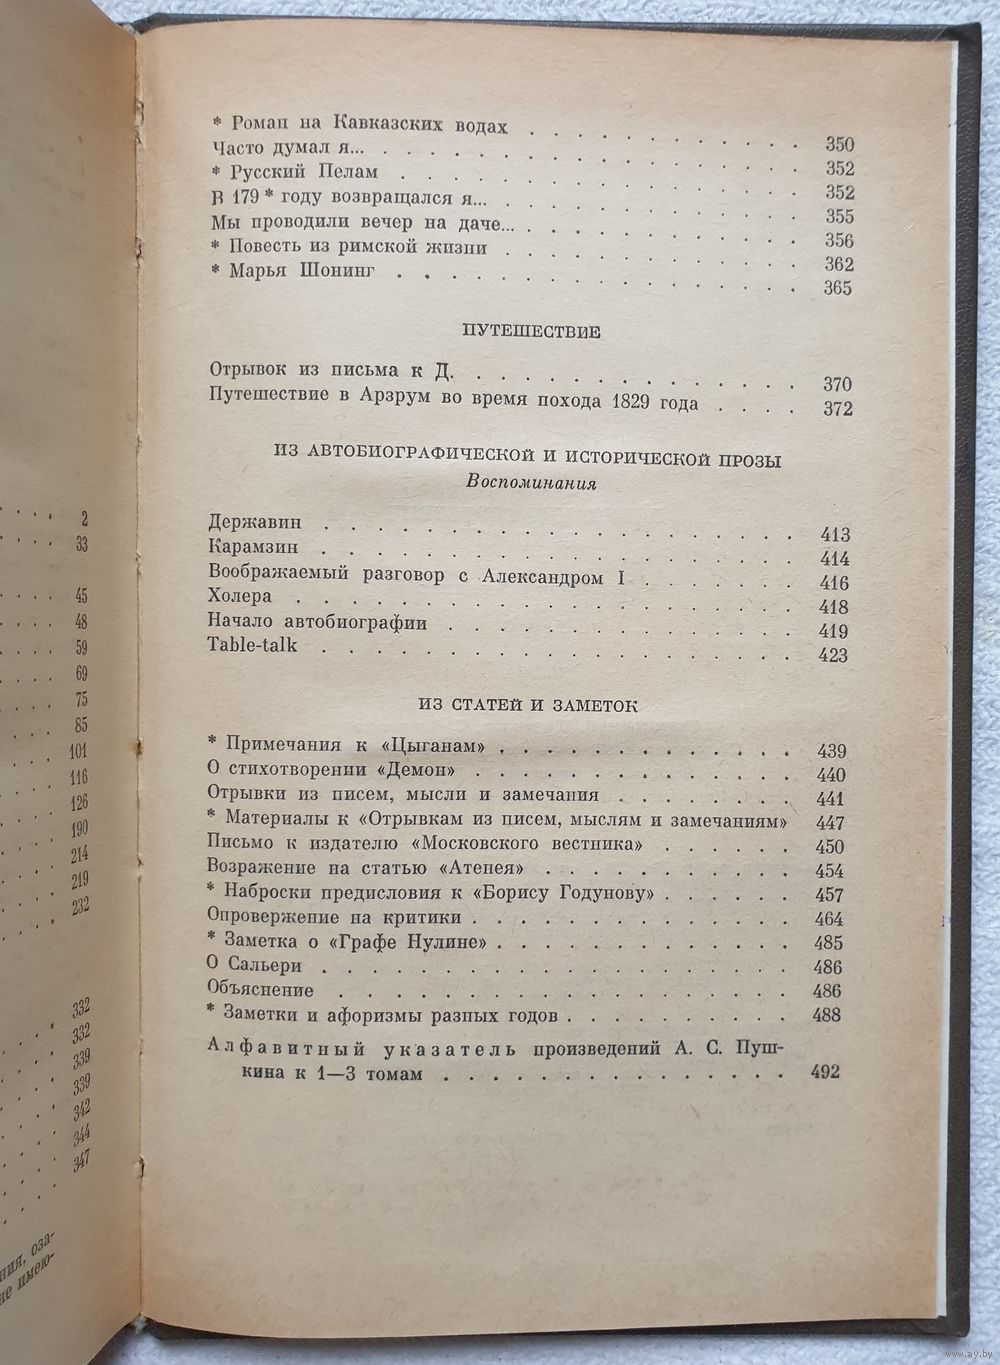 2
33
45
48
59
69
75
85
101
116
126
190
214
219
232
332
332
339
339
342
344
347
оза-
имею-
* Роман на Кавказских водах . . . . . . . . . . . . 350
Часто думал я... . . . . . . . . . . . . . . . . . . 352
* Русский Пелам . . . . . . . . . . . . . . . . . 352
В 179* году возвращался я... . . . . . . . . . . . . 355
Мы проводили вечер на даче... . . . . . . . . . . . . 356
* Повесть из римской жизни . . . . . . . . . . . . . 362
* Марья Шонинг . . . . . . . . . . . . . . . . 365
ПУТЕШЕСТВИЕ
Отрывок из письма к Д. . . . . . . . . . . . . . . 370
Путешествие в Арзрум во время похода 1829 года . . . . 372
ИЗ АВТОБИОГРАФИЧЕСКОЙ И ИСТОРИЧЕСКОЙ ПРОЗЫ
Воспоминания
Державин . . . . . . . . . . . . . . . . . . 413
Карамзин . . . . . . . . . . . . . . . . . . 414
Воображаемый разговор с Александром I . . . . . . . 416
Холера . . . . . . . . . . . . . . . . . . . 418
Начало автобиографии . . . . . . . . . . . . . . 419
Table-talk . . . . . . . . . . . . . . . . . . 423
ИЗ СТАТЕЙ И ЗАМЕТОК
* Примечания к «Цыганам» . . . . . . . . . . . . 439
О стихотворении «Демон» . . . . . . . . . . . . . 440
Отрывки из писем, мысли и замечания . . . . . . . . 441
* Материалы к «Отрывкам из писем, мыслям и замечаниям» 447
Письмо к издателю «Московского вестника» . . . . . . 450
Возражение на статью «Атенея» . . . . . . . . . . 454
* Наброски предисловия к «Борису Годунову» . . . . . . 457
Опровержение на критики . . . . . . . . . . . . . 464
* Заметка о «Графе Нулине» . . . . . . . . . . . . 485
О Сальери . . . . . . . . . . . . . . . . . . 486
Объяснение . . . . . . . . . . . . . . . . . 486
* Заметки и афоризмы разных годов . . . . . . . . . 488
Алфавитный указатель произведений А. С. Пуш-
кина к 1—3 томам . . . . . . . . . . . . . . 492
www.ay.by